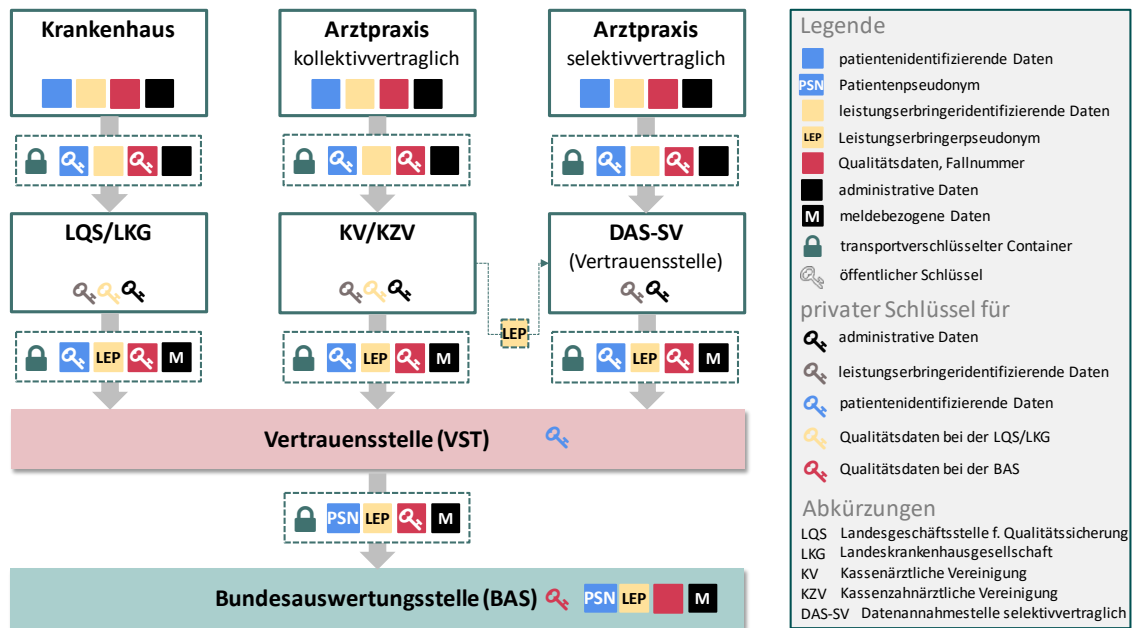 Krankenhaus
Arztpraxis
kollektivvertraglich
Arztpraxis
selektivvertraglich
LQS/LKG
KV/KZV
DAS-SV
(Vertrauensstelle)
LEP
LEP
M
LEP
M
LEP
M
Vertrauensstelle (VST)
PSN
LEP
M
Bundesauswertungsstelle (BAS)
PSN
LEP
M
Legende
patientenidentifizierende Daten
PSN Patientenpseudonym
leistungserbringeridentifizierende Daten
LEP Leistungserbringerpseudonym
Qualitätsdaten, Fallnummer
administrative Daten
M meldebezogene Daten
transportverschlüsselter Container
öffentlicher Schlüssel
privater Schlüssel für
administrative Daten
leistungserbringeridentifizierende Daten
patientenidentifizierende Daten
Qualitätsdaten bei der LQS/LKG
Qualitätsdaten bei der BAS
Abkürzungen
LQS Landesgeschäftsstelle f. Qualitätssicherung
LKG Landeskrankenhausgesellschaft
KV Kassenärztliche Vereinigung
KZV Kassenzahnärztliche Vereinigung
DAS-SV Datenannahmestelle selektivvertraglich